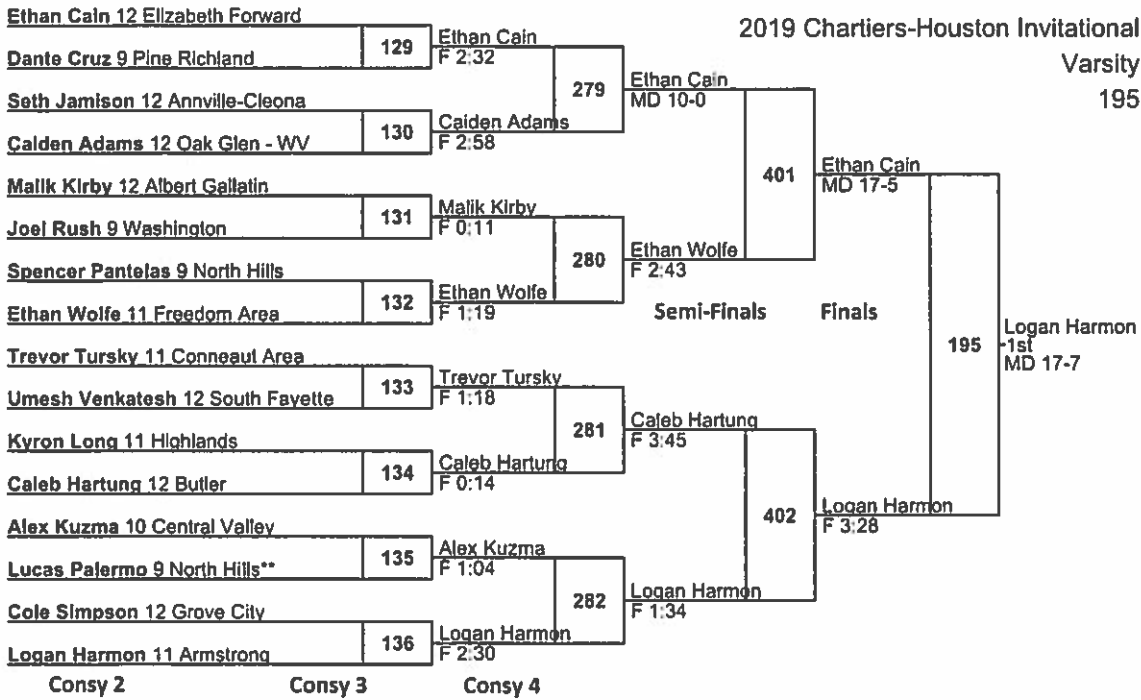 2019 Chartiers-Houston Invitational
Varsity
195
Ethan Cain 12 Elizabeth Forward
129
Ethan Cain
F 2:32
Dante Cruz 9 Pine Richland
279
Ethan Cain
MD 10-0
Seth Jamison 12 Annville-Cleona
130
Caiden Adams
F 2:58
Caiden Adams 12 Oak Glen - WV
401
Ethan Cain
MD 17-5
Malik Kirby 12 Albert Gallatin
131
Malik Kirby
F 0:11
Joel Rush 9 Washington
280
Ethan Wolfe
F 2:43
Spencer Pantelas 9 North Hills
132
Ethan Wolfe
F 1:19
Ethan Wolfe 11 Freedom Area
Semi-Finals
Finals
195
Logan Harmon
1st
MD 17-7
Trevor Tursky 11 Conneaut Area
133
Trevor Tursky
F 1:18
Umesh Venkatesh 12 South Fayette
281
Caleb Hartung
F 3:45
Kyron Long 11 Highlands
134
Caleb Hartung
F 0:14
Caleb Hartung 12 Butler
402
Logan Harmon
F 3:28
Alex Kuzma 10 Central Valley
135
Alex Kuzma
F 1:04
Lucas Palermo 9 North Hills**
282
Logan Harmon
F 1:34
Cole Simpson 12 Grove City
136
Logan Harmon
F 2:30
Logan Harmon 11 Armstrong
Consy 2
Consy 3
Consy 4